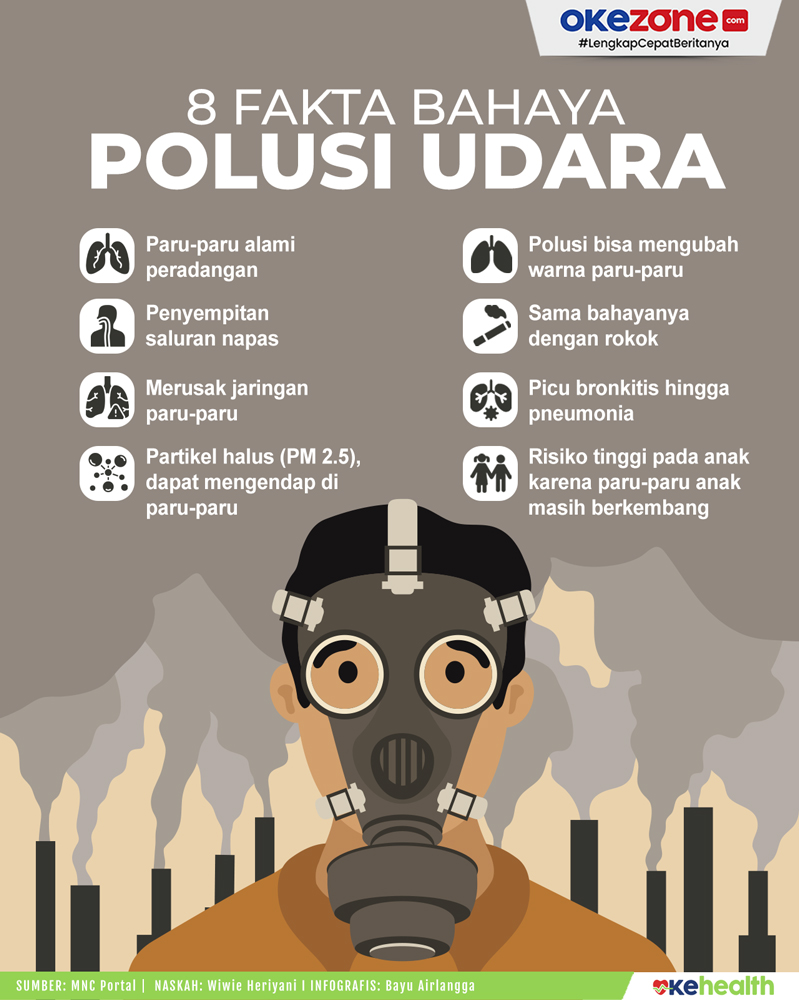 okezone.com
#LengkapCepatBeritanya
8 FAKTA BAHAYA
POLUSI UDARA
Paru-paru alami
peradangan
Penyempitan
saluran napas
Merusak jaringan
paru-paru
Partikel halus (PM 2.5),
dapat mengendap di
paru-paru
Polusi bisa mengubah
warna paru-paru
Sama bahayanya
dengan rokok
Picu bronkitis hingga
pneumonia
Risiko tinggi pada anak
karena paru-paru anak
masih berkembang
SUMBER: MNC Portal | NASKAH: Wiwie Heriyani I INFOGRAFIS: Bayu Airlangga
okehealth